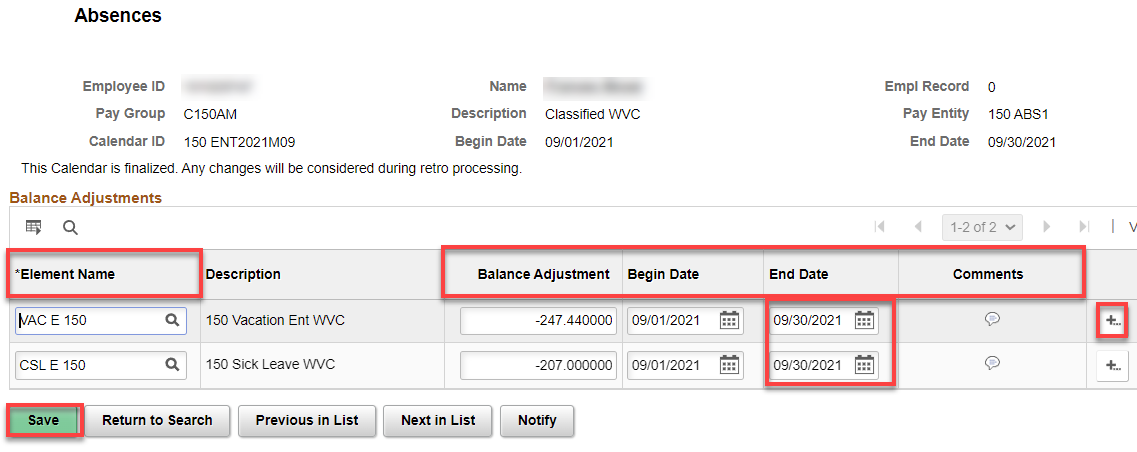 Absences
Employee ID Name Empl Record 0
Pay Group C150AM Description Classified WVC Pay Entity 150 ABS1
Calendar ID 150 ENT2021M09 Begin Date 09/01/2021 End Date 09/30/2021
This Calendar is finalized. Any changes will be considered during retro processing.
Balance Adjustments
1-2 of 2 | V
*Element Name Description Balance Adjustment Begin Date End Date Comments
VAC E 150 150 Vacation Ent WVC -247.440000 09/01/2021 09/30/2021 +...
CSL E 150 150 Sick Leave WVC -207.000000 09/01/2021 09/30/2021 +...
Save Return to Search Previous in List Next in List Notify